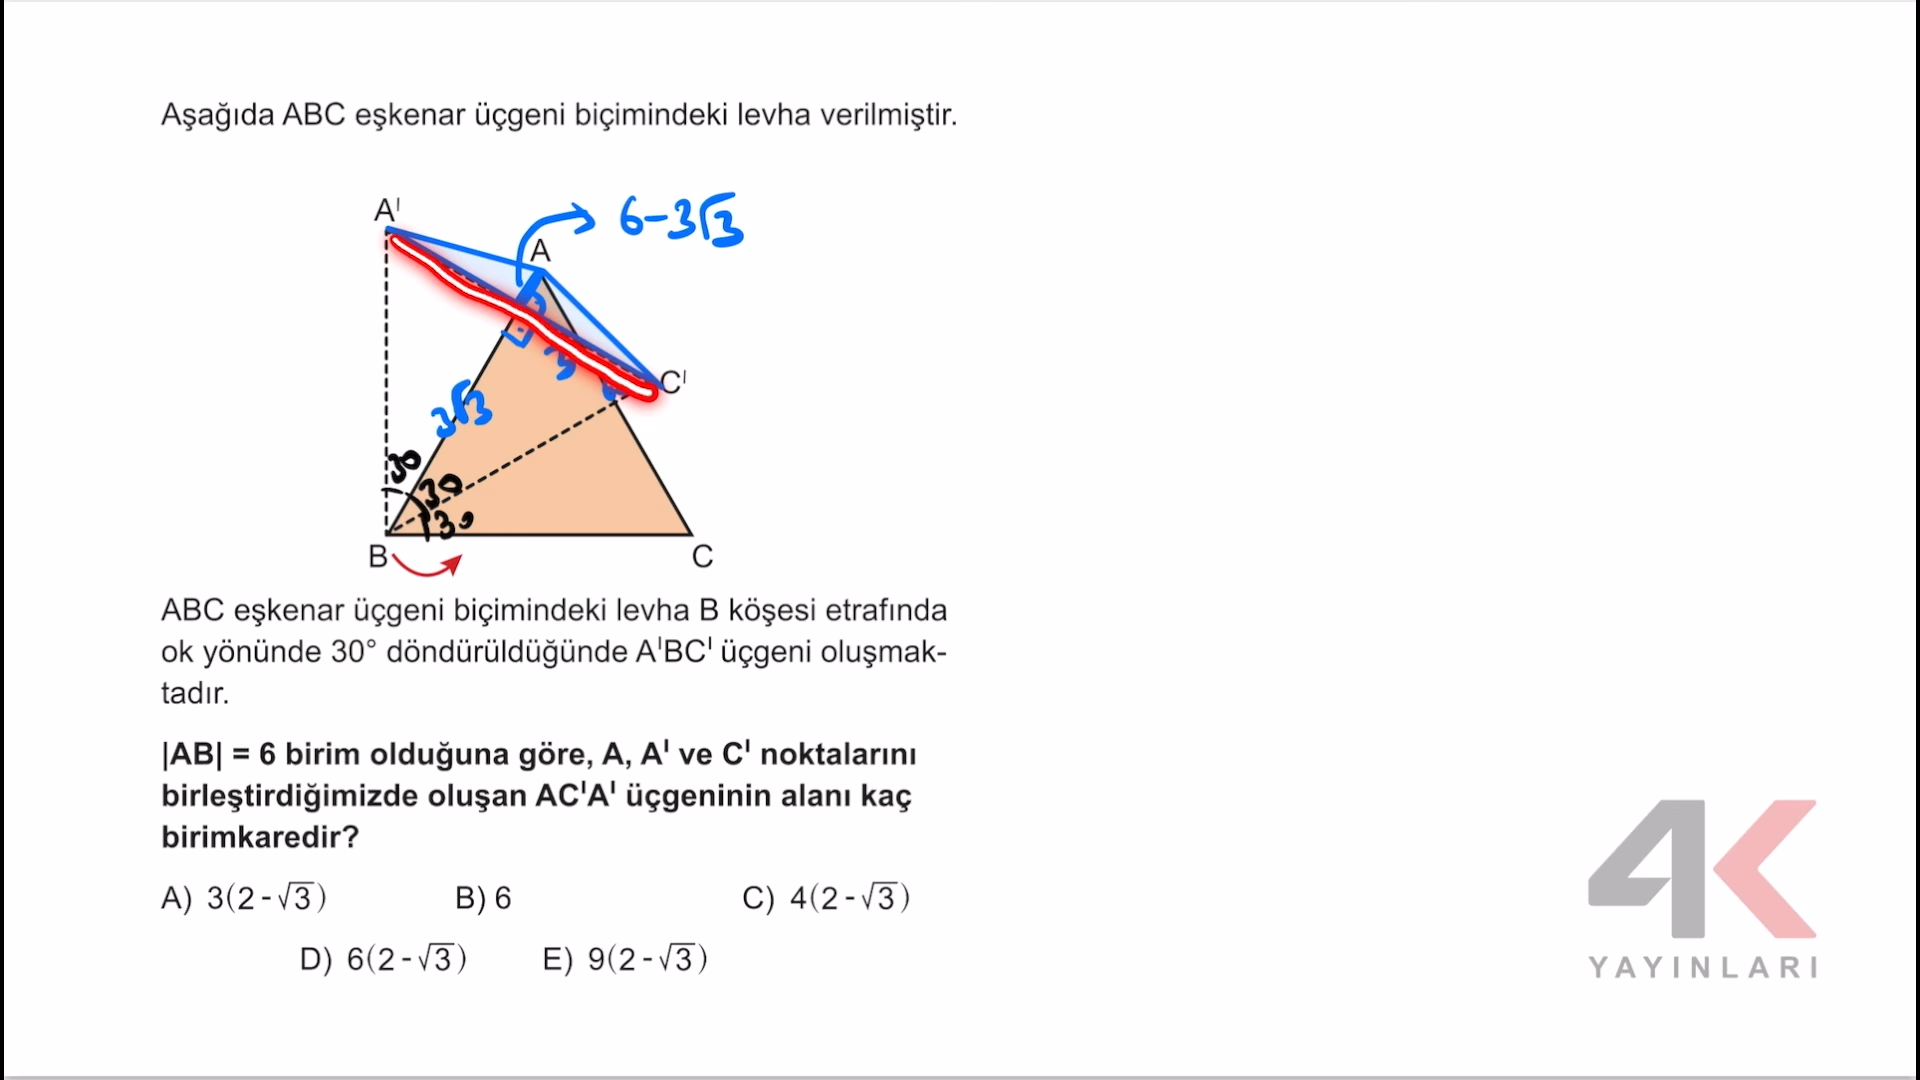 Aşağıda ABC eşkenar üçgeni biçimindeki levha verilmiştir.
A'
6-3√3
A
C'
3
3√3
30
30
30
B
C
ABC eşkenar üçgeni biçimindeki levha B köşesi etrafında
ok yönünde 30° döndürüldüğünde A'BC' üçgeni oluşmak-
tadır.
|AB| = 6 birim olduğuna göre, A, A' ve C' noktalarını
birleştirdiğimizde oluşan AC'A' üçgeninin alanı kaç
birimkaredir?
A) 3(2-√3) B) 6 C) 4(2-√3)
D) 6(2-√3) E) 9(2-√3)
4K
YAYINLARI